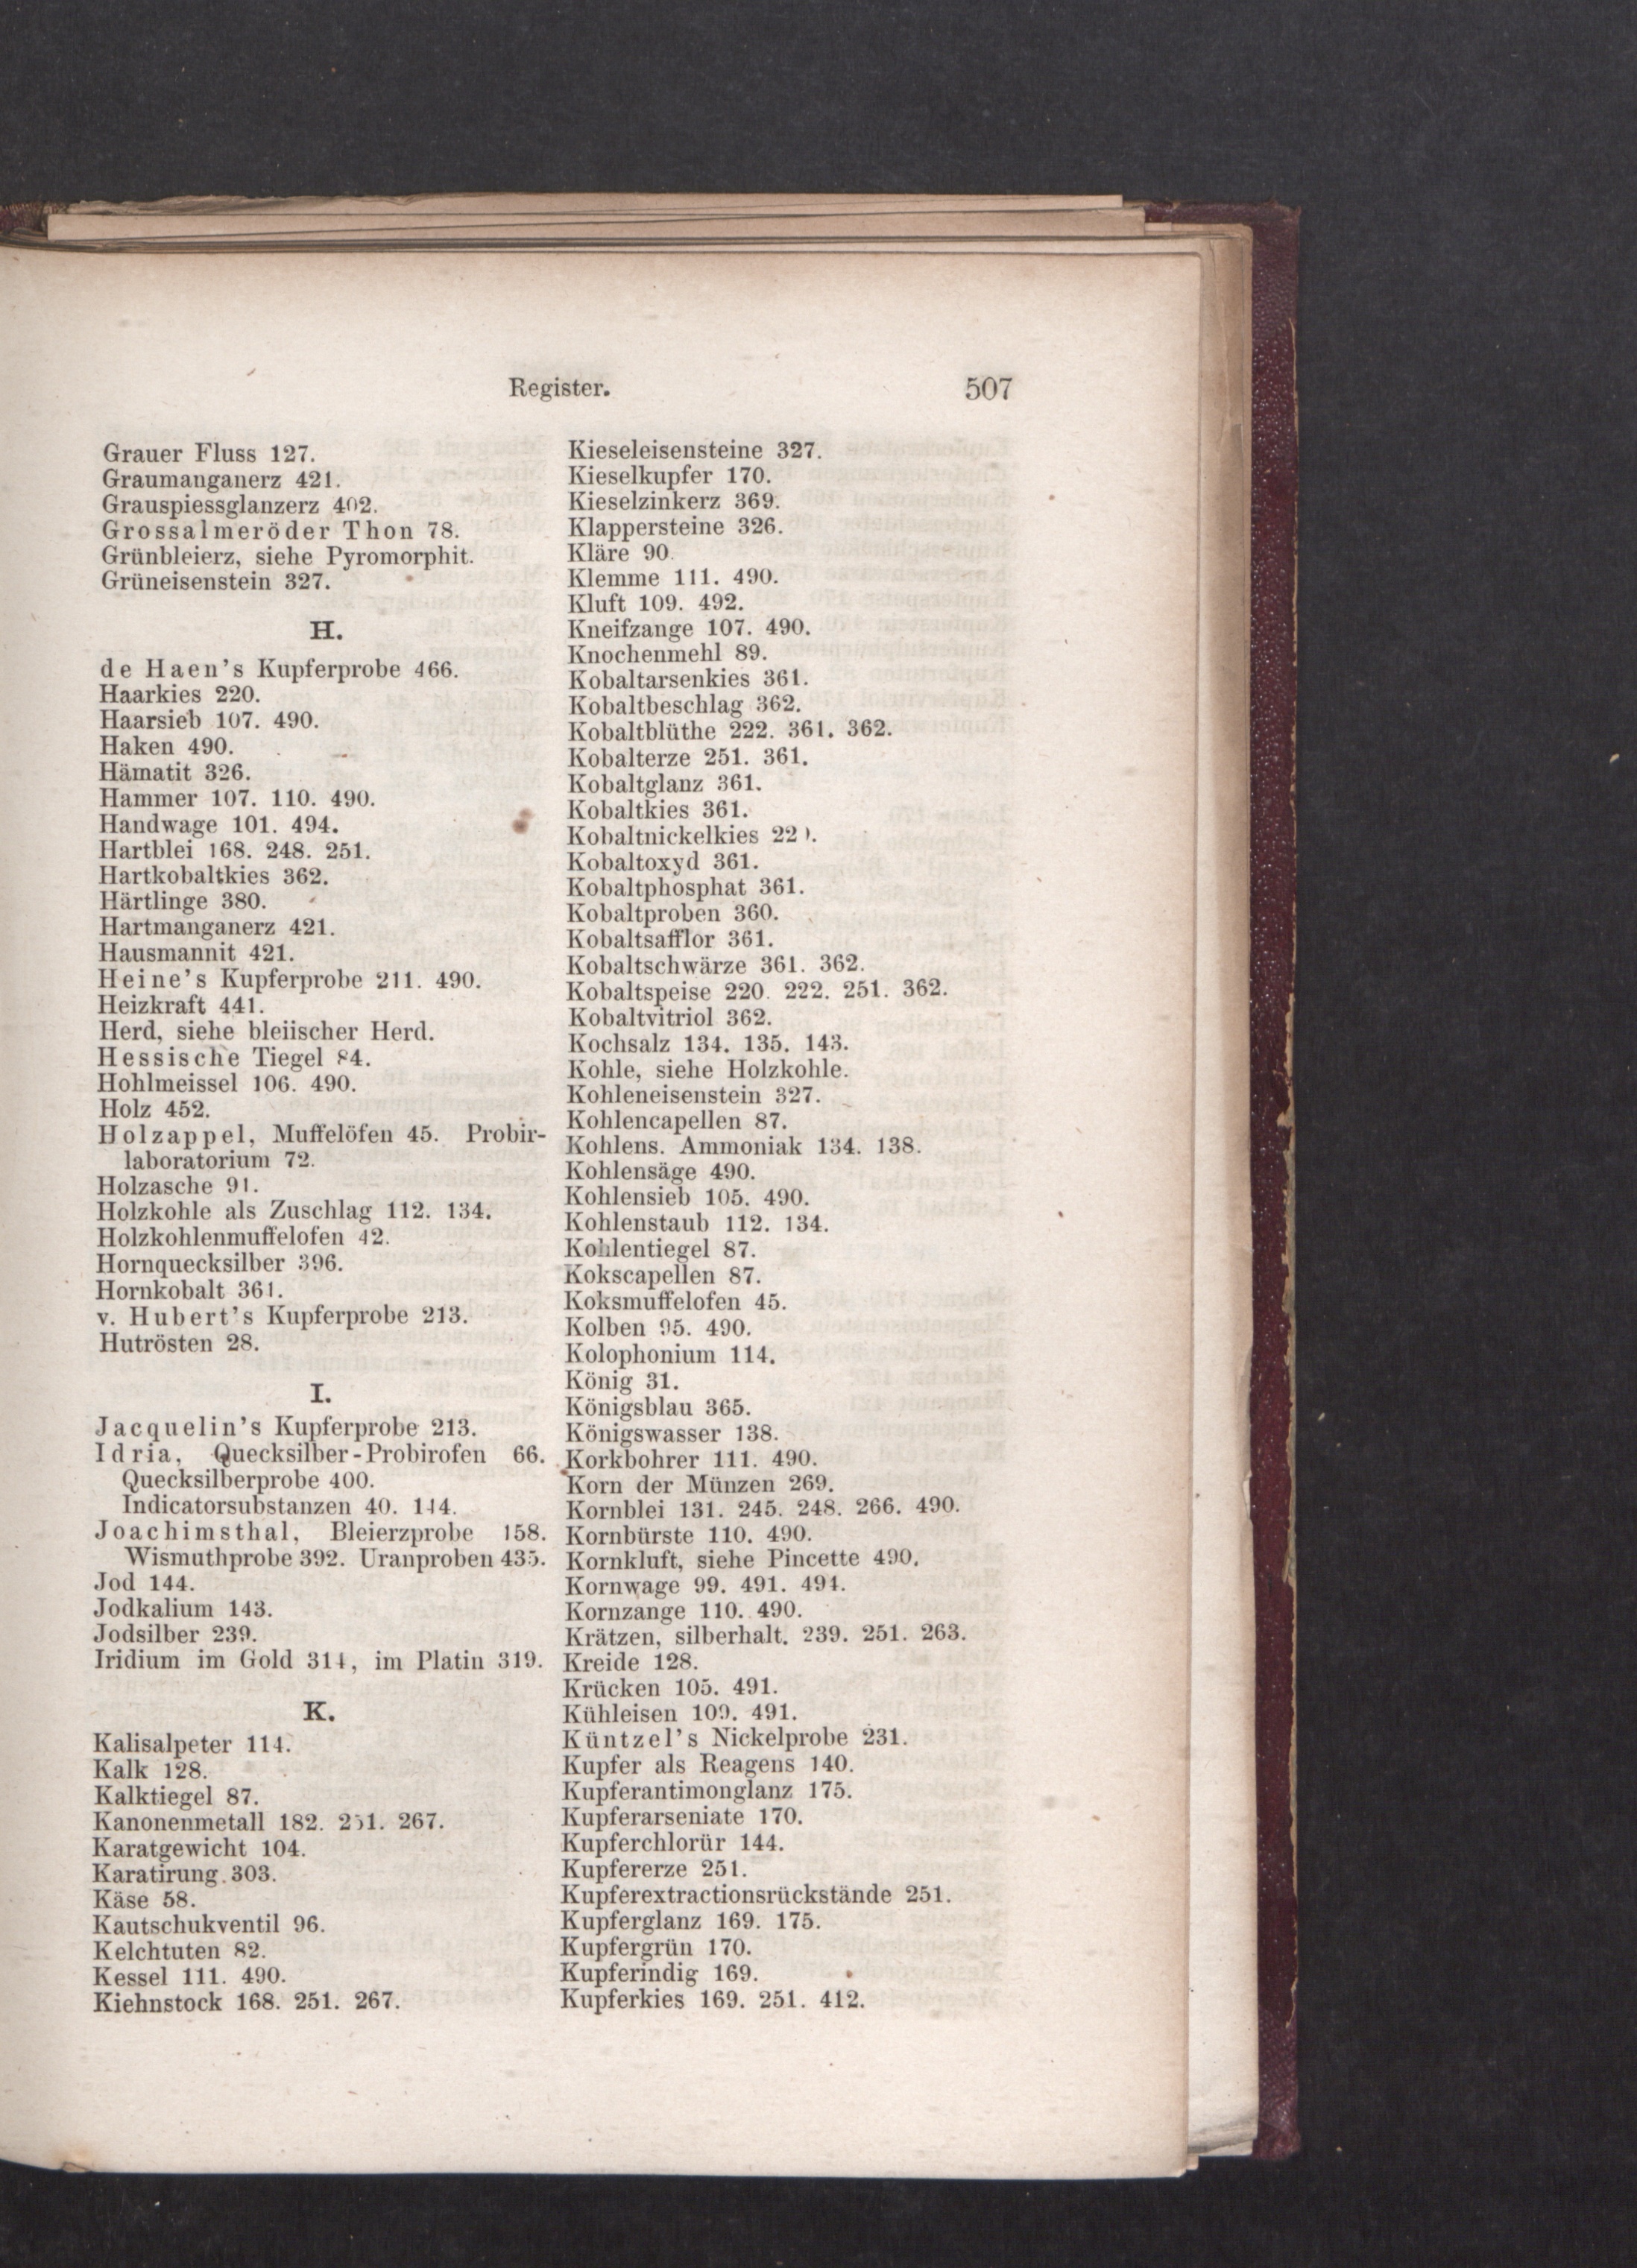 Register.
507
Grauer Fluss 127.
Graumanganerz 421.
Grauspiessglanzerz 402.
Grossalmeröder Thon 78.
Grünbleierz, siehe Pyromorphit.
Grüneisenstein 327.
H.
de Haen's Kupferprobe 466.
Haarkies 220.
Haarsieb 107. 490.
Haken 490.
Hämatit 326.
Hammer 107. 110. 490.
Handwage 101. 494.
Hartblei 168. 248. 251.
Hartkobaltkies 362.
Härtlinge 380.
Hartmanganerz 421.
Hausmannit 421.
Heine's Kupferprobe 211. 490.
Heizkraft 441.
Herd, siehe bleiischer Herd.
Hessische Tiegel 84.
Hohlmeissel 106. 490.
Holz 452.
Holzappel, Muffelöfen 45. Probir-
laboratorium 72.
Holzasche 91.
Holzkohle als Zuschlag 112. 134.
Holzkohlenmuffelofen 42.
Hornquecksilber 396.
Hornkobalt 361.
v. Hubert's Kupferprobe 213.
Hutrösten 28.
I.
Jacquelin's Kupferprobe 213.
Idria, Quecksilber-Probirofen 66.
Quecksilberprobe 400.
Indicatorsubstanzen 40. 144.
Joachimsthal, Bleierzprobe 158.
Wismuthprobe 392. Uranproben 435.
Jod 144.
Jodkalium 143.
Jodsilber 239.
Iridium im Gold 314, im Platin 319.
K.
Kalisalpeter 114.
Kalk 128.
Kalktiegel 87.
Kanonenmetall 182. 251. 267.
Karatgewicht 104.
Karatirung 303.
Käse 58.
Kautschukventil 96.
Kelchtuten 82.
Kessel 111. 490.
Kiehnstock 168. 251. 267.
Kieseleisensteine 327.
Kieselkupfer 170.
Kieselzinkerz 369.
Klappersteine 326.
Kläre 90.
Klemme 111. 490.
Kluft 109. 492.
Kneifzange 107. 490.
Knochenmehl 89.
Kobaltarsenkies 361.
Kobaltbeschlag 362.
Kobaltblüthe 222. 361. 362.
Kobalterze 251. 361.
Kobaltglanz 361.
Kobaltkies 361.
Kobaltnickelkies
Kobaltoxyd 361.
Kobaltphosphat 361.
Kobaltproben 360.
Kobaltsafflor 361.
Kobaltschwärze 361. 362.
Kobaltspeise 220. 222. 251. 362.
Kobaltvitriol 362.
Kochsalz 134. 135. 143.
Kohle, siehe Holzkohle.
Kohleneisenstein 327.
Kohlencapellen 87.
Kohlens. Ammoniak 134. 138.
Kohlensäge 490.
Kohlensieb 105. 490.
Kohlenstaub 112. 134.
Kohlentiegel 87.
Kokscapellen 87.
Koksmuffelofen 45.
Kolben 95. 490.
Kolophonium 114.
König 31.
Königsblau 365.
Königswasser 138.
Korkbohrer 111. 490.
Korn der Münzen 269.
Kornblei 131. 245. 248. 266. 490.
Kornbürste 110. 490.
Kornkluft, siehe Pincette 490.
Kornwage 99. 491. 494.
Kornzange 110. 490.
Krätzen, silberhalt. 239. 251. 263.
Kreide 128.
Krücken 105. 491.
Kühleisen 109. 491.
Küntzel's Nickelprobe 231.
Kupfer als Reagens 140.
Kupferantimonglanz 175.
Kupferarseniate 170.
Kupferchlorür 144.
Kupfererze 251.
Kupferextractionsrückstände 251.
Kupferglanz 169. 175.
Kupfergrün 170.
Kupferindig 169.
Kupferkies 169. 251. 412.